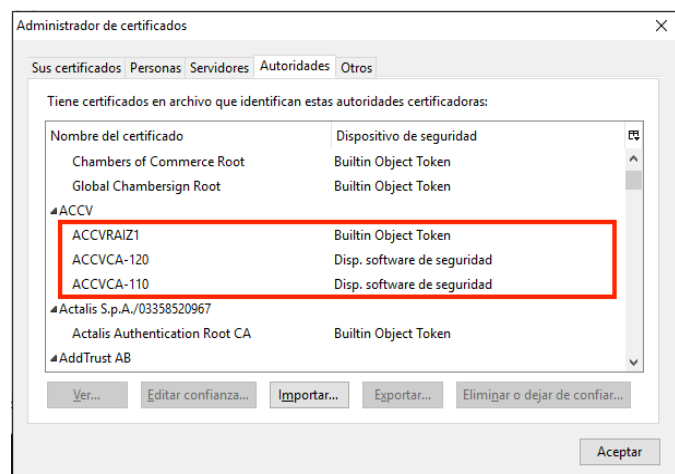 Administrador de certificados
Sus certificados Personas Servidores Autoridades Otros
Tiene certificados en archivo que identifican estas autoridades certificadoras:
Nombre del certificado Dispositivo de seguridad
Chambers of Commerce Root Builtin Object Token
Global Chambersign Root Builtin Object Token
ACCV
ACCVRAIZ1 Builtin Object Token
ACCVCA-120 Disp. software de seguridad
ACCVCA-110 Disp. software de seguridad
Actalis S.p.A./03358520967
Actalis Authentication Root CA Builtin Object Token
AddTrust AB
Ver... Editar confianza... Importar... Exportar... Eliminar o dejar de confiar...
Aceptar